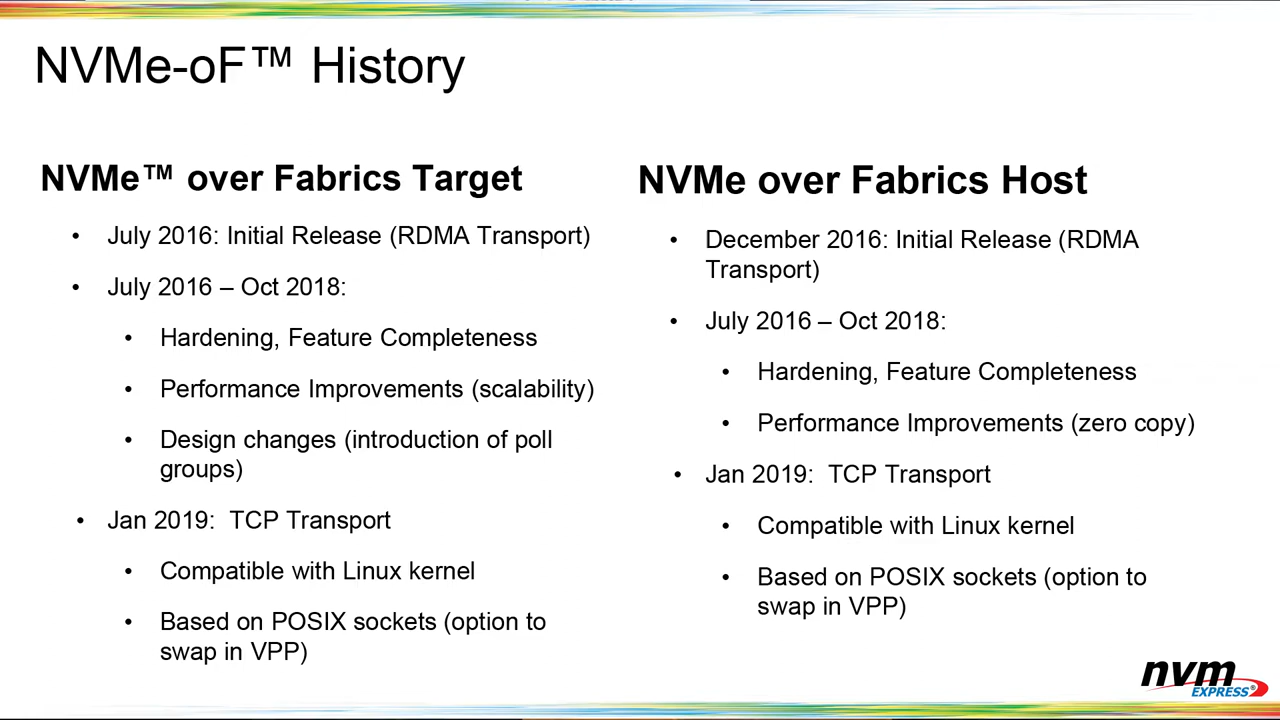 NVMe-oF™ History
NVMe™ over Fabrics Target
• July 2016: Initial Release (RDMA Transport)
• July 2016 – Oct 2018:
• Hardening, Feature Completeness
• Performance Improvements (scalability)
• Design changes (introduction of poll
groups)
• Jan 2019:  TCP Transport
• Compatible with Linux kernel
• Based on POSIX sockets (option to
swap in VPP)
NVMe over Fabrics Host
• December 2016: Initial Release (RDMA
Transport)
• July 2016 – Oct 2018:
• Hardening, Feature Completeness
• Performance Improvements (zero copy)
• Jan 2019:  TCP Transport
• Compatible with Linux kernel
• Based on POSIX sockets (option to
swap in VPP)
nvm
EXPRESS®